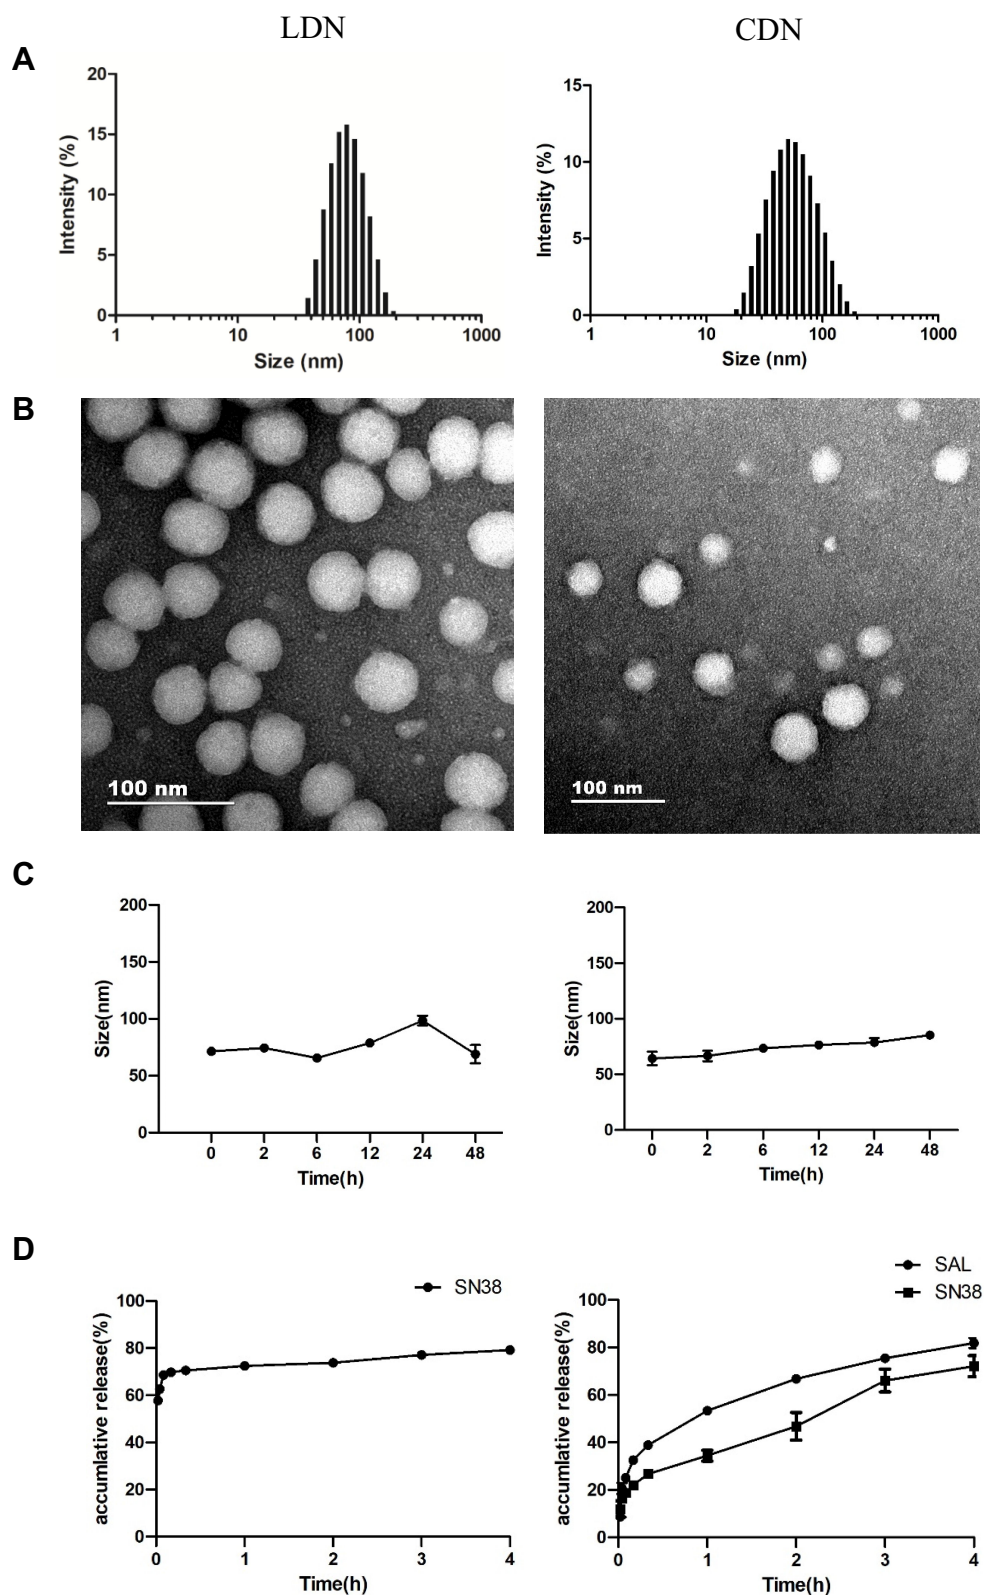 LDN
CDN
A
20
15
10
5
0
Intensity (%)
1
10
100
1000
Size (nm)
15
10
5
0
Intensity (%)
1
10
100
1000
Size (nm)
B
100 nm
100 nm
C
200
150
100
50
0
Size(nm)
0
2
6
12
24
48
Time(h)
200
150
100
50
0
Size(nm)
0
2
6
12
24
48
Time(h)
D
SN38
100
80
60
40
20
0
accumlative release(%)
0
1
2
3
4
Time(h)
SAL
SN38
100
80
60
40
20
0
accumlative release(%)
0
1
2
3
4
Time(h)